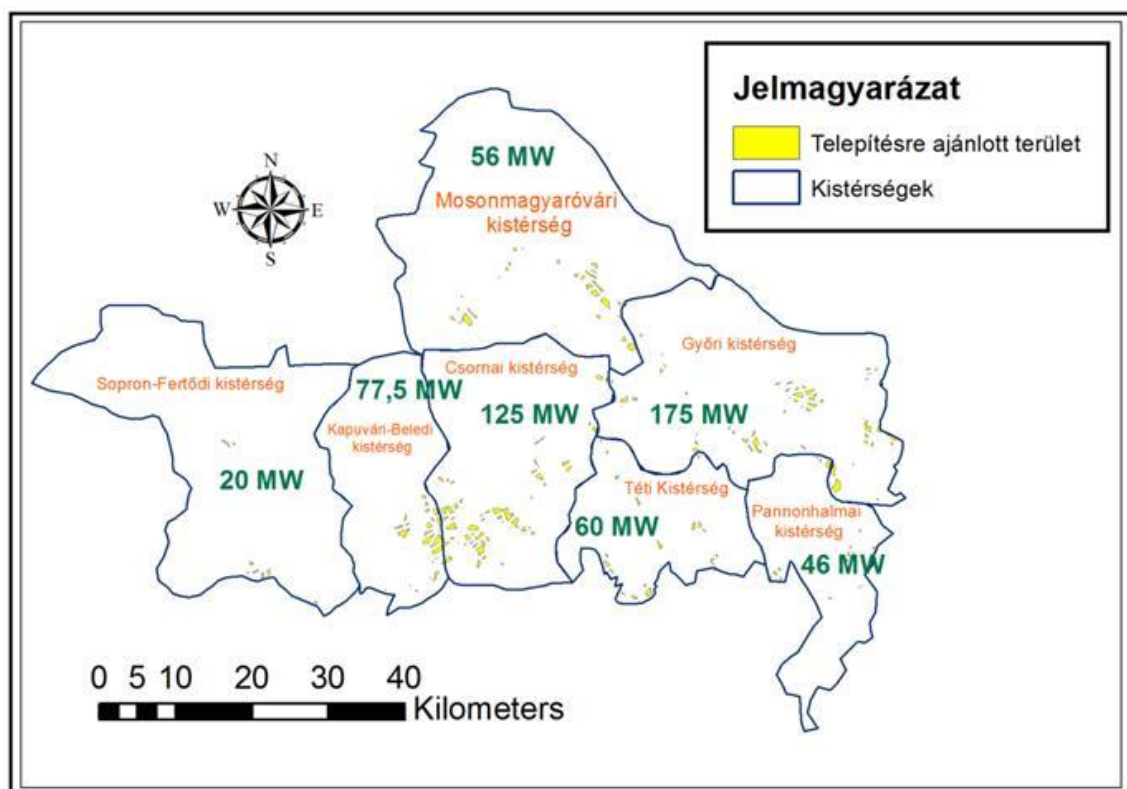 Jelmagyarázat
Telepítésre ajánlott terület
Kistérségek
N
W E
S
56 MW
Mosonmagyaróvári
kistérség
Győri kistérség
175 MW
Csornai kistérség
125 MW
Sopron-Fertődi kistérség
20 MW
77,5 MW
Kapuvári-Beledi
kistérség
Téti Kistérség
60 MW
Pannonhalmai
kistérség
46 MW
0 5 10 20 30 40
Kilometers